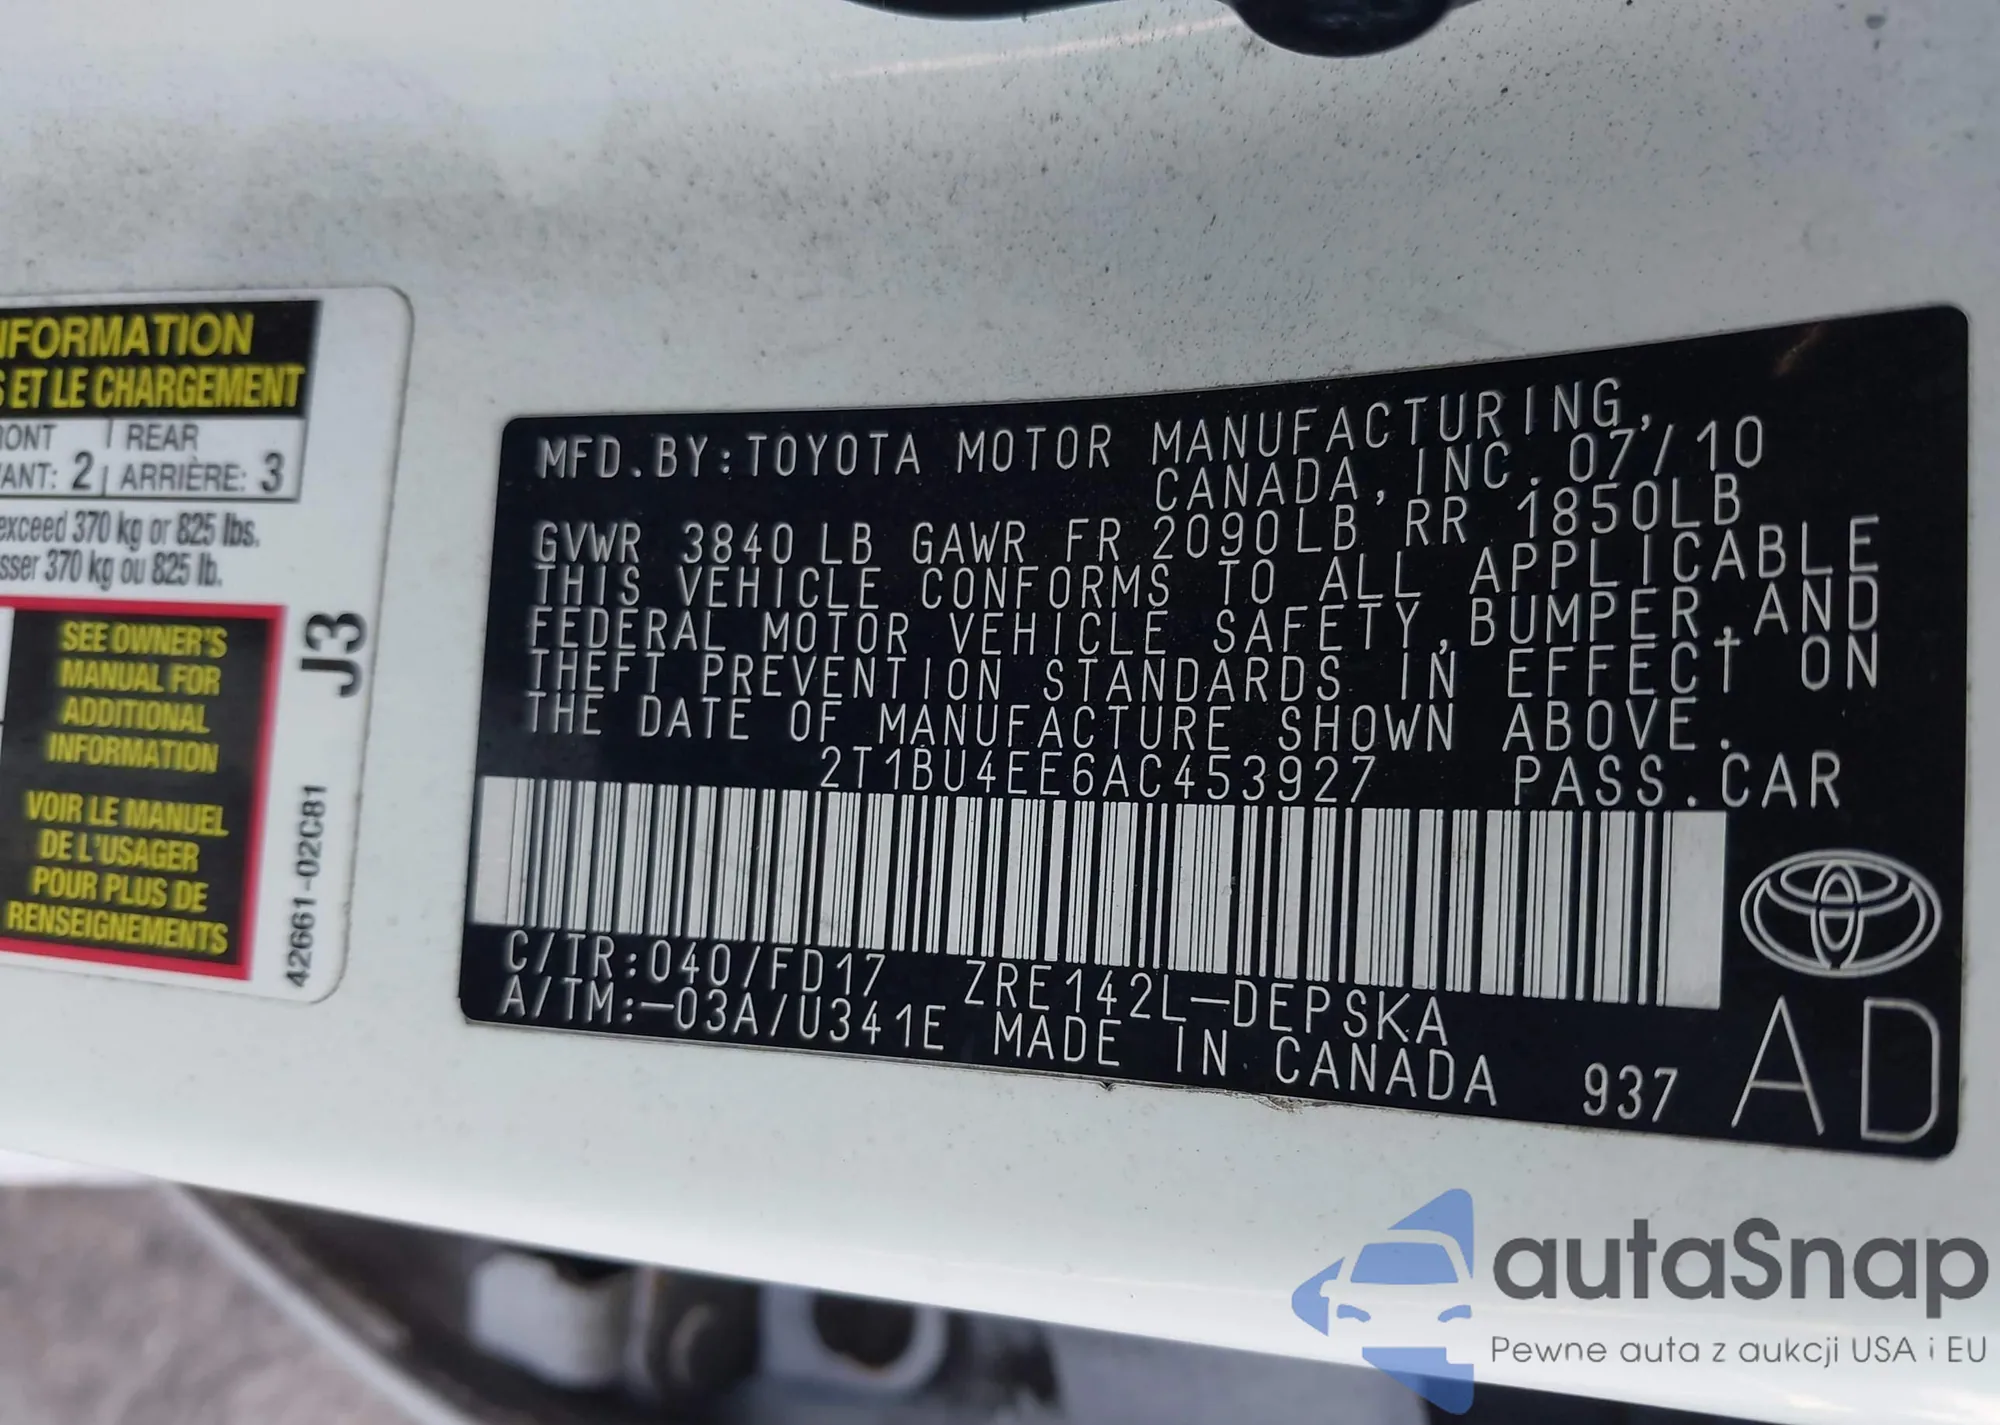 INFORMATION
ET LE CHARGEMENT
REAR
2 ARRIÈRE: 3
exceed 370 kg or 825 lbs.
370 kg ou 825 lb.
SEE OWNER'S
MANUAL FOR
ADDITIONAL
INFORMATION
VOIR LE MANUEL
DE L'USAGER
POUR PLUS DE
RENSEIGNEMENTS
J3
42661-02C81
MFD.BY:TOYOTA MOTOR MANUFACTURING,
CANADA, INC. 07/10
GVWR 3840LB GAWR FR 2090LB RR 1850LB
THIS VEHICLE CONFORMS TO ALL APPLICABLE
FEDERAL MOTOR VEHICLE SAFETY,BUMPER,AND
THEFT PREVENTION STANDARDS IN EFFECT ON
THE DATE OF MANUFACTURE SHOWN ABOVE.
2T1BU4EE6AC453927 PASS.CAR
C/TR:040/FD17 ZRE142L-DEPSKA
A/TM:-03A/U341E MADE IN CANADA 937
AD
autaSnap
Pewne auta z aukcji USA i EU